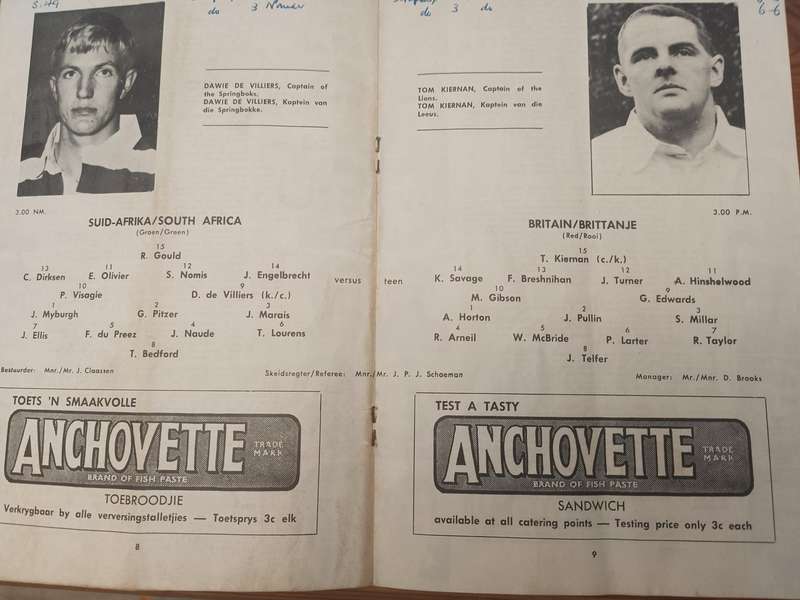 S.49
do 3 Naude
do 3 do
6-6
DAWIE DE VILLIERS, Captain of
the Springboks.
DAWIE DE VILLIERS, Kaptein van
die Springbokke.
TOM KIERNAN, Captain of the
Lions.
TOM KIERNAN, Kaptein van die
Leeus.
3.00 NM.
SUID-AFRIKA/SOUTH AFRICA
(Groen/Green)
15
R. Gould
13 11 12 14
C. Dirksen E. Olivier S. Nomis J. Engelbrecht
10 9
P. Visagie D. de Villiers (k./c.)
1 2 3
J. Myburgh G. Pitzer J. Marais
7 5 4 6
J. Ellis F. du Preez J. Naude T. Lourens
8
T. Bedford
versus teen
3.00 P.M.
BRITAIN/BRITTANJE
(Red/Rooi)
15
T. Kiernan (c./k.)
14 13 12 11
K. Savage F. Breshnihan J. Turner A. Hinshelwood
10 9
M. Gibson G. Edwards
1 2 3
A. Horton J. Pullin S. Millar
4 5 6 7
R. Arneil W. McBride P. Larter R. Taylor
8
J. Telfer
Bestuurder: Mnr./Mr. J. Claassen
Skeidsregter/Referee: Mnr./Mr. J. P. J. Schoeman
Manager: Mr./Mnr. D. Brooks
TOETS 'N SMAAKVOLLE
ANCHOVETTE
TRADE
MARK
BRAND OF FISH PASTE
TOEBROODJIE
Verkrygbaar by alle verversingstalletjies — Toetsprys 3c elk
8
TEST A TASTY
ANCHOVETTE
TRADE
MARK
BRAND OF FISH PASTE
SANDWICH
available at all catering points — Testing price only 3c each
9